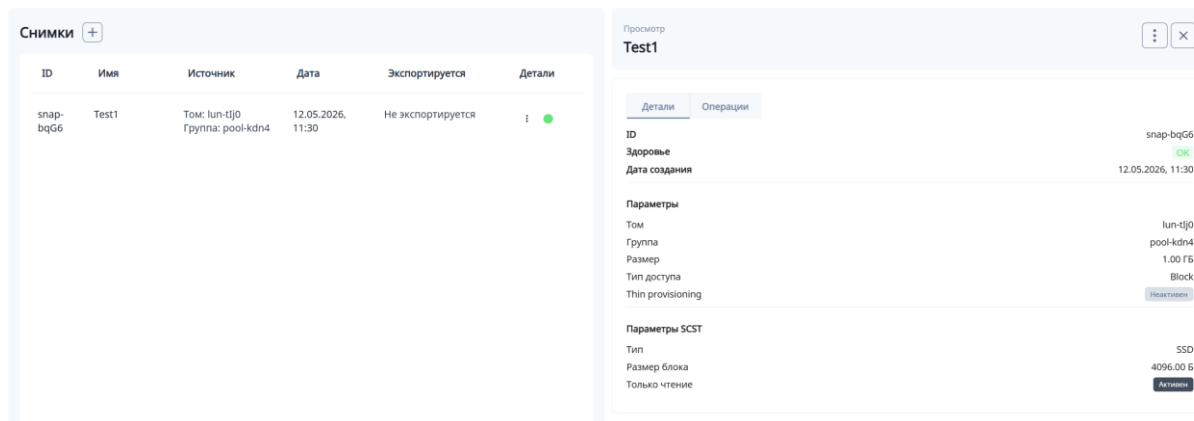 Снимки +
ID Имя Источник Дата Экспортируется Детали
snap-bqG6 Test1 Том: lun-tIj0 Группа: pool-kdn4 12.05.2026, 11:30 Не экспортируется
Просмотр
Test1
Детали Операции
ID snap-bqG6
Здоровье OK
Дата создания 12.05.2026, 11:30
Параметры
Том lun-tIj0
Группа pool-kdn4
Размер 1.00 ГБ
Тип доступа Block
Thin provisioning Неактивен
Параметры SCST
Тип SSD
Размер блока 4096.00 Б
Только чтение Активен